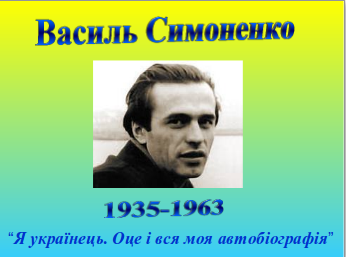 Василь Симоненко
1935-1963
“Я українець. Оце і вся моя автобіографія”